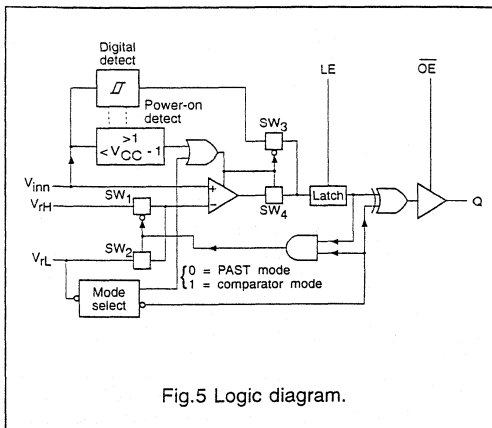 Digital
detect
LE
OE
Power-on
detect
SW3
>1
< VCC - 1
Vinn
SW1
+
VrH
−
Latch
Q
SW4
VrL
SW2
0 = PAST mode
1 = comparator mode
Mode
select
Fig.5 Logic diagram.